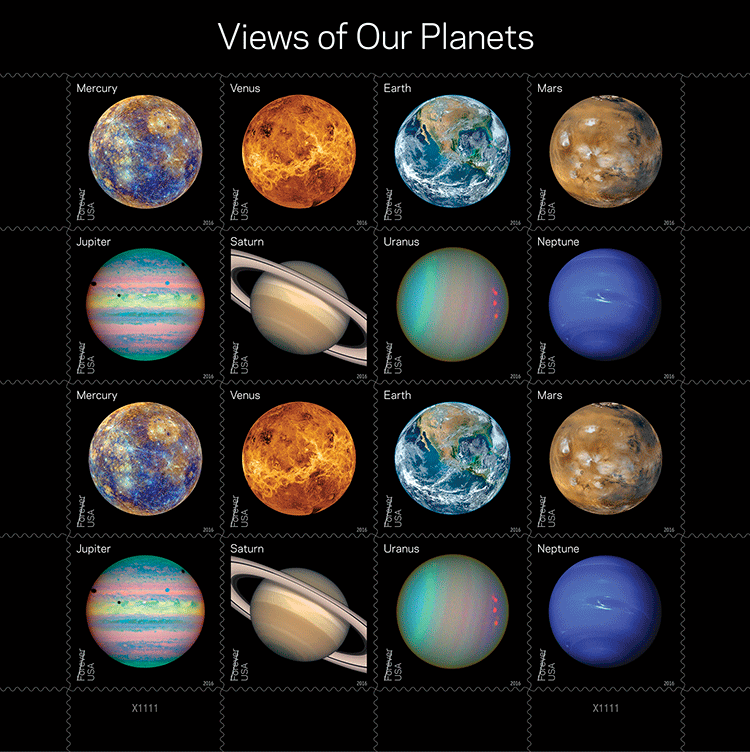 Views of Our Planets
Mercury Venus Earth Mars
Forever USA 2016 Forever USA 2016 Forever USA 2016 Forever USA 2016
Jupiter Saturn Uranus Neptune
Forever USA 2016 Forever USA 2016 Forever USA 2016 Forever USA 2016
Mercury Venus Earth Mars
Forever USA 2016 Forever USA 2016 Forever USA 2016 Forever USA 2016
Jupiter Saturn Uranus Neptune
Forever USA 2016 Forever USA 2016 Forever USA 2016 Forever USA 2016
X1111 X1111